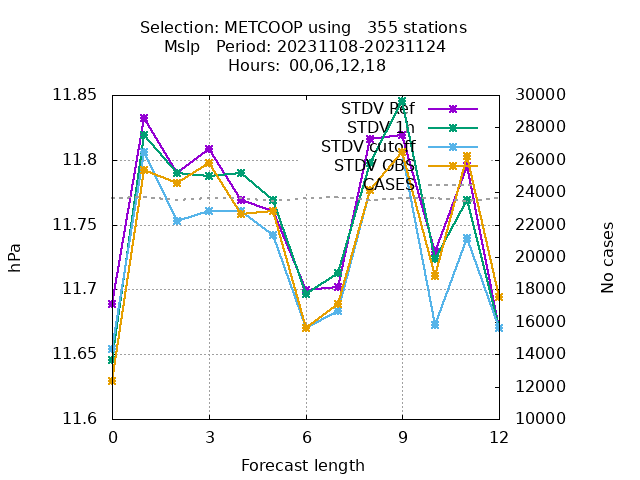 Selection: METCOOP using   355 stations
Mslp   Period: 20231108-20231124
Hours:  00,06,12,18
11.85
11.8
11.75
11.7
11.65
11.6
30000
28000
26000
24000
22000
20000
18000
16000
14000
12000
10000
STDV Ref
STDV 1h
STDV cutoff
STDV OBS
CASES
hPa
No cases
0
3
6
9
12
Forecast length